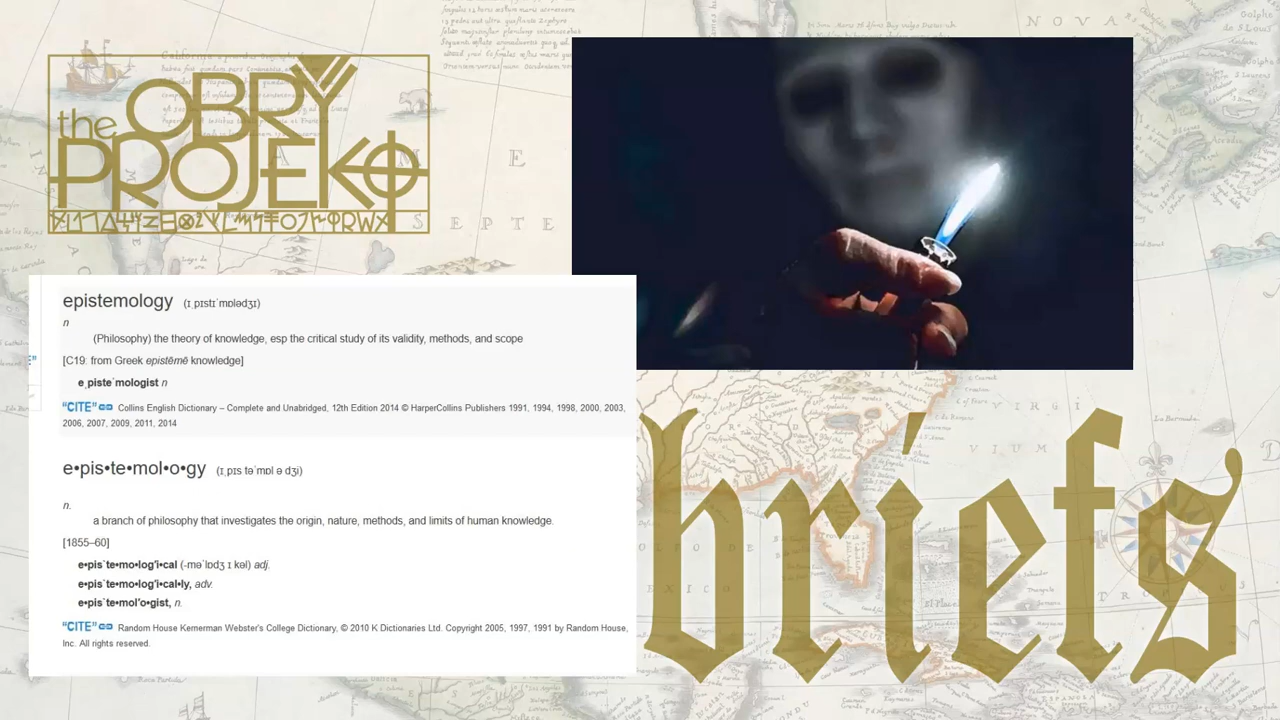 the OBRY
PROJEKT
epistemology (ɪˌpɪstɪˈmɒlədʒɪ)
n
(Philosophy) the theory of knowledge, esp the critical study of its validity, methods, and scope
[C19: from Greek epistēmē knowledge]
eˌpisteˈmologist n
"CITE" Collins English Dictionary – Complete and Unabridged, 12th Edition 2014 © HarperCollins Publishers 1991, 1994, 1998, 2000, 2003,
2006, 2007, 2009, 2011, 2014
e•pis•te•mol•o•gy (ɪˌpɪs təˈmɒl ə dʒi)
n.
a branch of philosophy that investigates the origin, nature, methods, and limits of human knowledge.
[1855–60]
e•pis`te•mo•log′i•cal (-məˈlɒdʒ ɪ kəl) adj.
e•pis`te•mo•log′i•cal•ly, adv.
e•pis`te•mol′o•gist, n.
"CITE" Random House Kernerman Webster's College Dictionary, © 2010 K Dictionaries Ltd. Copyright 2005, 1997, 1991 by Random House,
Inc. All rights reserved.
briefs
NOVA
SEPTE
VIRGI
VIUM